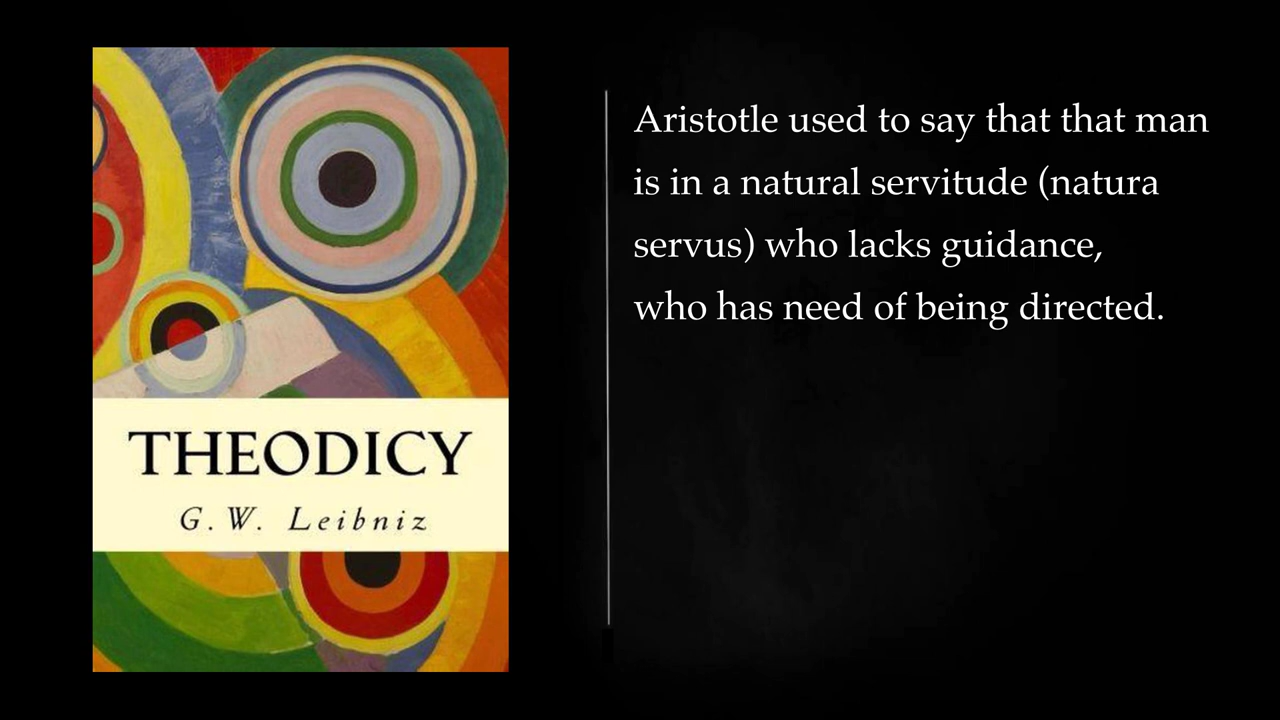 THEODICY
G. W. Leibniz
Aristotle used to say that that man
is in a natural servitude (natura
servus) who lacks guidance,
who has need of being directed.